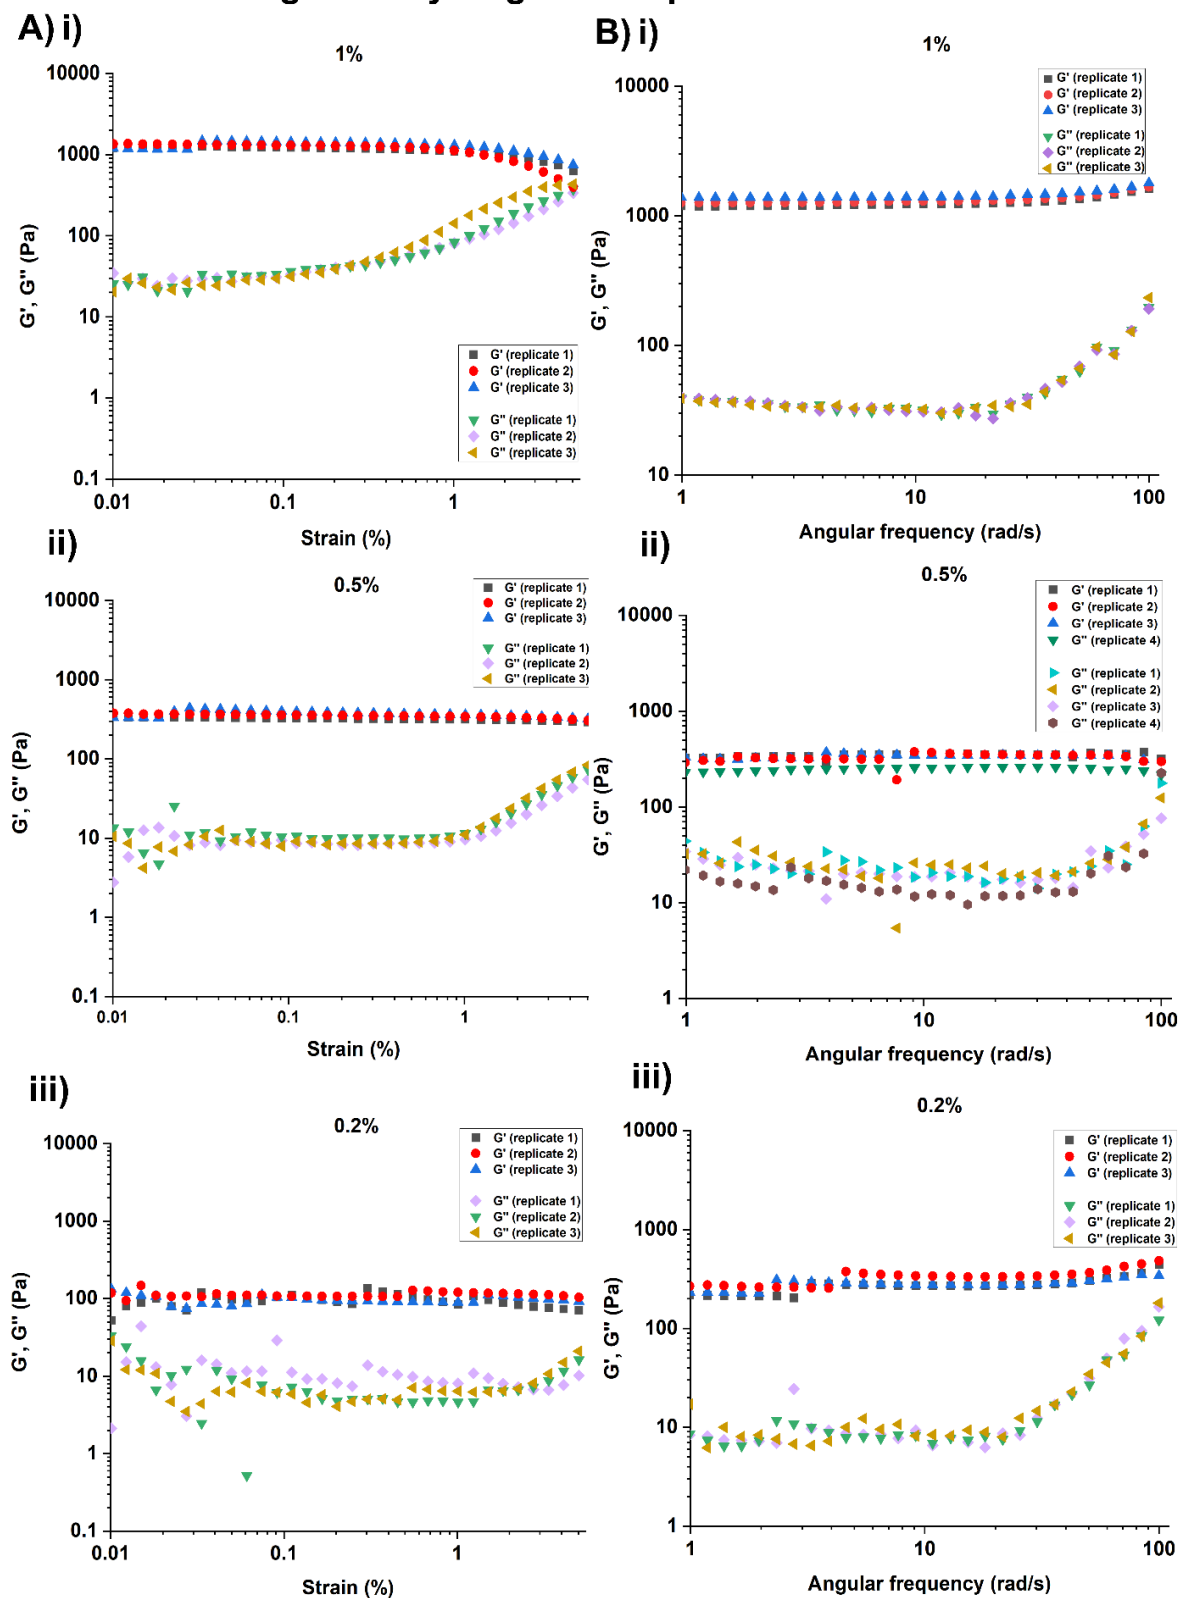 A) i)
1%
10000
1000
100
10
1
0.1
G', G'' (Pa)
G' (replicate 1)
G' (replicate 2)
G' (replicate 3)
G'' (replicate 1)
G'' (replicate 2)
G'' (replicate 3)
0.01 0.1 1
Strain (%)
B) i)
1%
10000
1000
100
10
G', G'' (Pa)
G' (replicate 1)
G' (replicate 2)
G' (replicate 3)
G'' (replicate 1)
G'' (replicate 2)
G'' (replicate 3)
1 10 100
Angular frequency (rad/s)
ii)
0.5%
10000
1000
100
10
1
0.1
G', G'' (Pa)
G' (replicate 1)
G' (replicate 2)
G' (replicate 3)
G'' (replicate 1)
G'' (replicate 2)
G'' (replicate 3)
0.01 0.1 1
Strain (%)
ii)
0.5%
10000
1000
100
10
1
G', G'' (Pa)
G' (replicate 1)
G' (replicate 2)
G' (replicate 3)
G'' (replicate 4)
G'' (replicate 1)
G'' (replicate 2)
G'' (replicate 3)
G'' (replicate 4)
1 10 100
Angular frequency (rad/s)
iii)
0.2%
10000
1000
100
10
1
0.1
G', G'' (Pa)
G' (replicate 1)
G' (replicate 2)
G' (replicate 3)
G'' (replicate 1)
G'' (replicate 2)
G'' (replicate 3)
0.01 0.1 1
Strain (%)
iii)
0.2%
10000
1000
100
10
1
G', G'' (Pa)
G' (replicate 1)
G' (replicate 2)
G' (replicate 3)
G'' (replicate 1)
G'' (replicate 2)
G'' (replicate 3)
1 10 100
Angular frequency (rad/s)